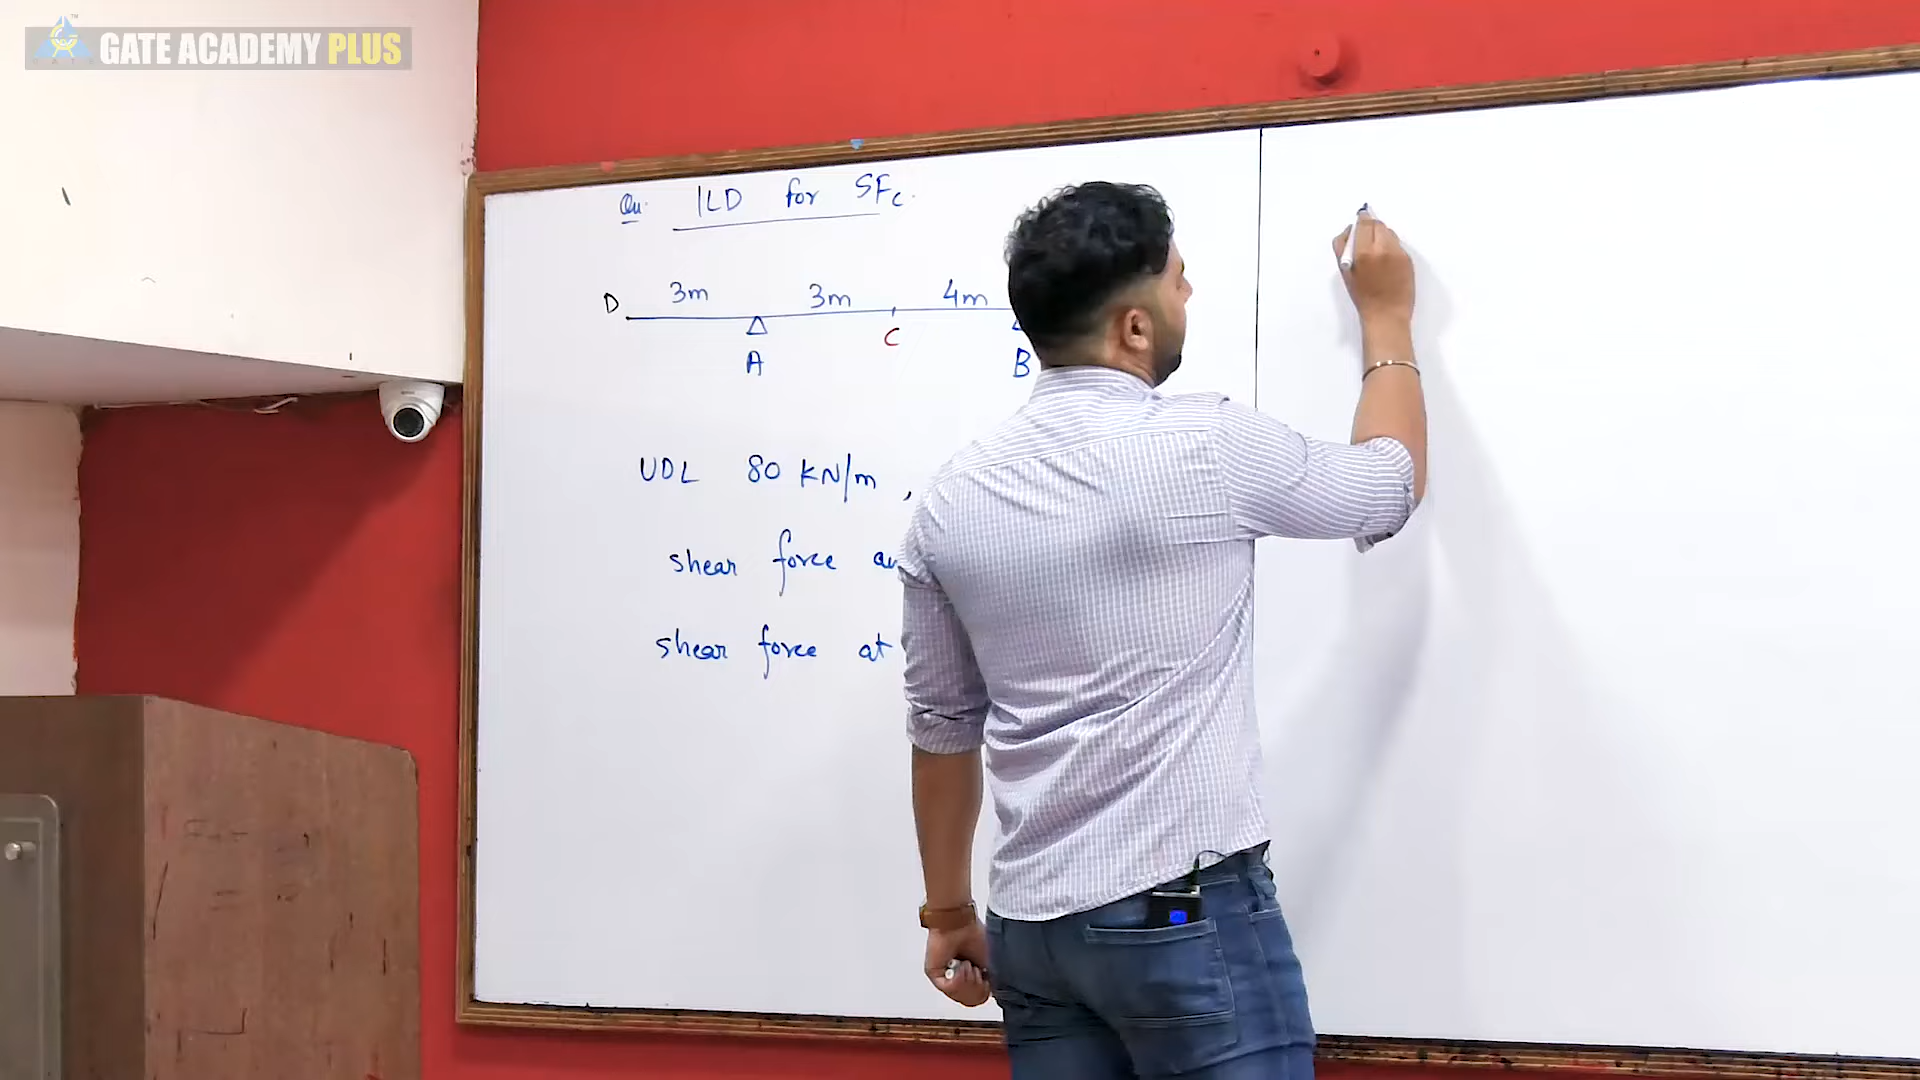 GATE ACADEMY PLUS
Qu. ILD for SFc.
D 3m 3m 4m
A C B
UDL 80 KN/m ,
shear force
shear force at